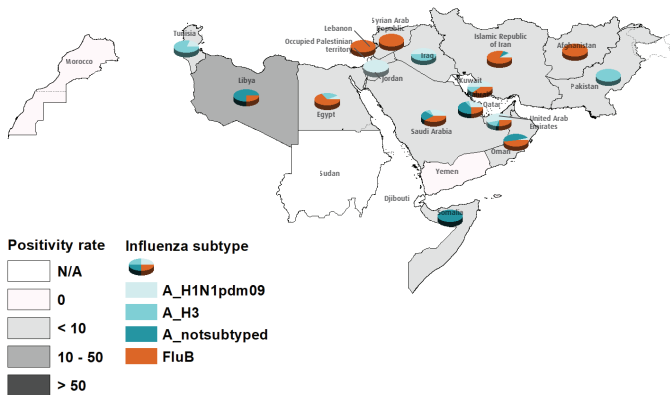 Tunisia
Morocco
Libya
Egypt
Sudan
Lebanon
Occupied Palestinian
territory
Syrian Arab
Republic
Jordan
Iraq
Islamic Republic
of Iran
Afghanistan
Pakistan
Kuwait
Qatar
United Arab
Emirates
Saudi Arabia
Oman
Yemen
Djibouti
Somalia
Positivity rate
N/A
0
< 10
10 - 50
> 50
Influenza subtype
A_H1N1pdm09
A_H3
A_notsubtyped
FluB